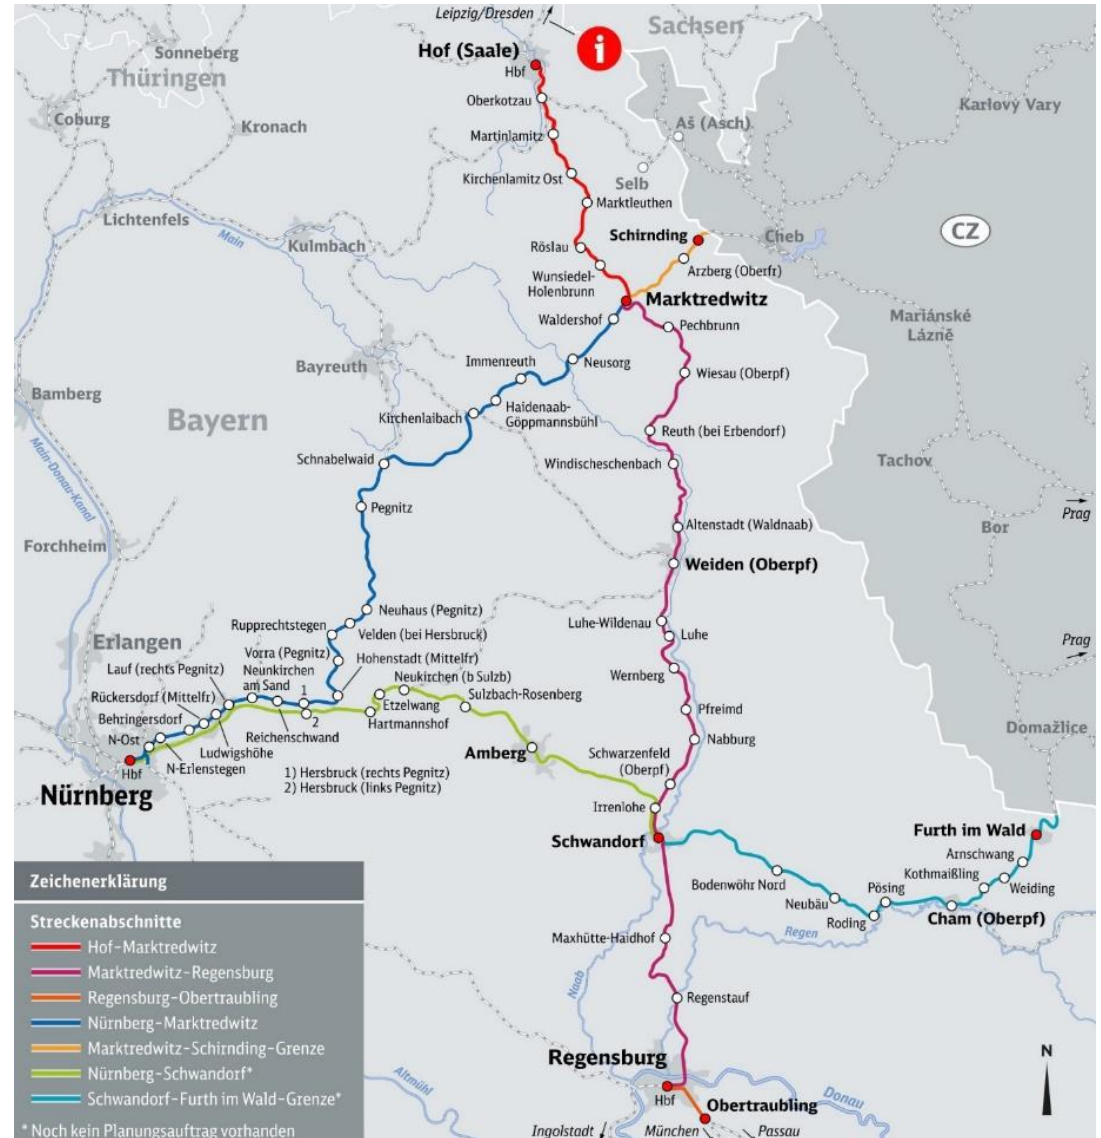 Leipzig/Dresden
Sachsen
Hof (Saale)
i
Hbf
Sonneberg
Thüringen
Oberkotzau
Karlovy Vary
Coburg
Kronach
Martinlamitz
Aš (Asch)
Kirchenlamitz Ost
Selb
Marktleuthen
Lichtenfels
Main
Kulmbach
Röslau
Schirnding
Cheb
CZ
Arzberg (Oberfr)
Wunsiedel-
Holenbrunn
Marktredwitz
Waldershof
Pechbrunn
Mariánské
Lázně
Bayreuth
Immenreuth
Neusorg
Wiesau (Oberpf)
Bamberg
Bayern
Kirchenlaibach
Haidenaab-
Göppmannsbühl
Reuth (bei Erbendorf)
Main-Donau-Kanal
Schnabelwaid
Windischeschenbach
Tachov
Pegnitz
Prag
Altenstadt (Waldnaab)
Bor
Forchheim
Weiden (Oberpf)
Neuhaus (Pegnitz)
Rupprechtstegen
Velden (bei Hersbruck)
Luhe-Wildenau
Luhe
Erlangen
Vorra (Pegnitz)
Hohenstadt (Mittelfr)
Prag
Lauf (rechts Pegnitz)
Neunkirchen
am Sand
Neukirchen (b Sulzb)
Wernberg
Rückersdorf (Mittelfr)
1
Etzelwang
Sulzbach-Rosenberg
Behringersdorf
2
Hartmannshof
Pfreimd
Domažlice
N-Ost
Reichenschwand
Nabburg
Ludwigshöhe
Amberg
Schwarzenfeld
(Oberpf)
Hbf
N-Erlenstegen
1) Hersbruck (rechts Pegnitz)
2) Hersbruck (links Pegnitz)
Nürnberg
Irrenlohe
Schwandorf
Furth im Wald
Arnschwang
Kothmaißling
Weiding
Bodenwöhr Nord
Pösing
Neubäu
Roding
Cham (Oberpf)
Regen
Maxhütte-Haidhof
Naab
Regenstauf
Regensburg
Hbf
Donau
Altmühl
Obertraubling
Ingolstadt
München
Passau
N
Zeichenerklärung
Streckenabschnitte
Hof-Marktredwitz
Marktredwitz-Regensburg
Regensburg-Obertraubling
Nürnberg-Marktredwitz
Marktredwitz-Schirnding-Grenze
Nürnberg-Schwandorf*
Schwandorf-Furth im Wald-Grenze*
* Noch kein Planungsauftrag vorhanden